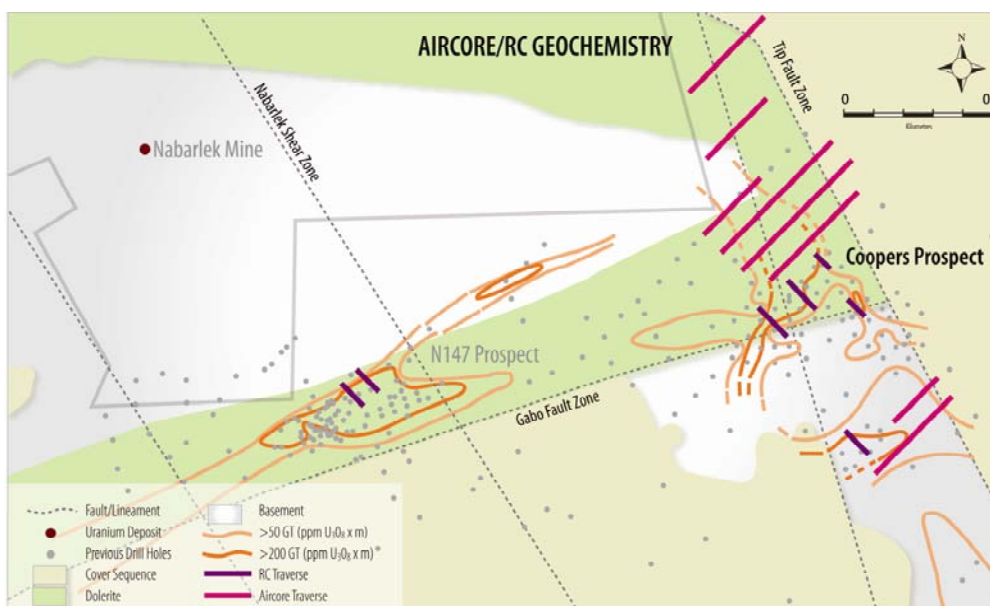 AIRCORE/RC GEOCHEMISTRY
N
Tip Fault Zone
0
0
Kilometres
Nabarlek Mine
Nabarlek Shear Zone
Coopers Prospect
N147 Prospect
Gabo Fault Zone
Fault/Lineament
Basement
Uranium Deposit
>50 GT (ppm U₃O₈ x m)
Previous Drill Holes
>200 GT (ppm U₃O₈ x m)
Cover Sequence
RC Traverse
Dolerite
Aircore Traverse